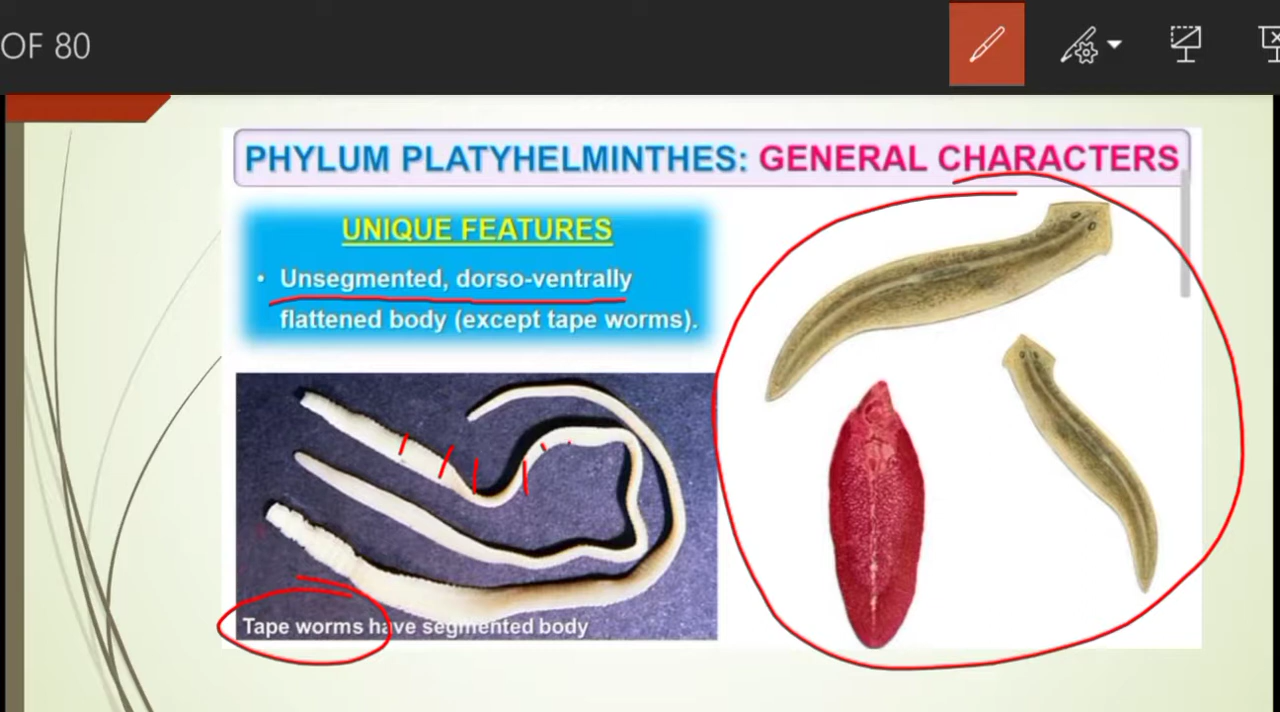 OF 80
PHYLUM PLATYHELMINTHES: GENERAL CHARACTERS
UNIQUE FEATURES
• Unsegmented, dorso-ventrally
flattened body (except tape worms).
Tape worms have segmented body